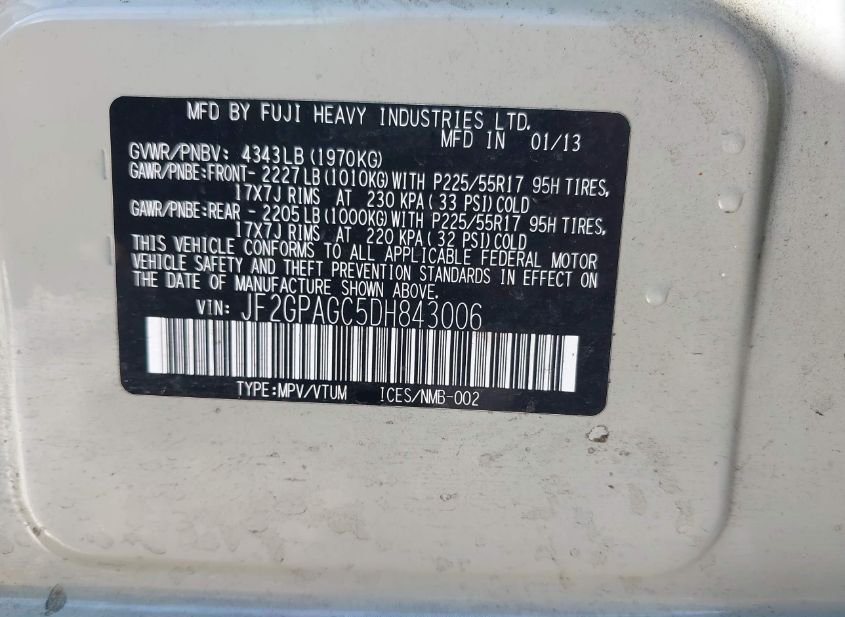 MFD BY FUJI HEAVY INDUSTRIES LTD.
MFD IN 01/13
GVWR/PNBV: 4343LB (1970KG)
GAWR/PNBE:FRONT- 2227LB(1010KG)WITH P225/55R17 95H TIRES,
17X7J RIMS AT 230 KPA(33 PSI)COLD
GAWR/PNBE:REAR - 2205LB(1000KG)WITH P225/55R17 95H TIRES,
17X7J RIMS AT 220 KPA(32 PSI)COLD
THIS VEHICLE CONFORMS TO ALL APPLICABLE FEDERAL MOTOR
VEHICLE SAFETY AND THEFT PREVENTION STANDARDS IN EFFECT ON
THE DATE OF MANUFACTURE SHOWN ABOVE.
VIN: JF2GPAGC5DH843006
TYPE:MPV/VTUM ICES/NMB-002